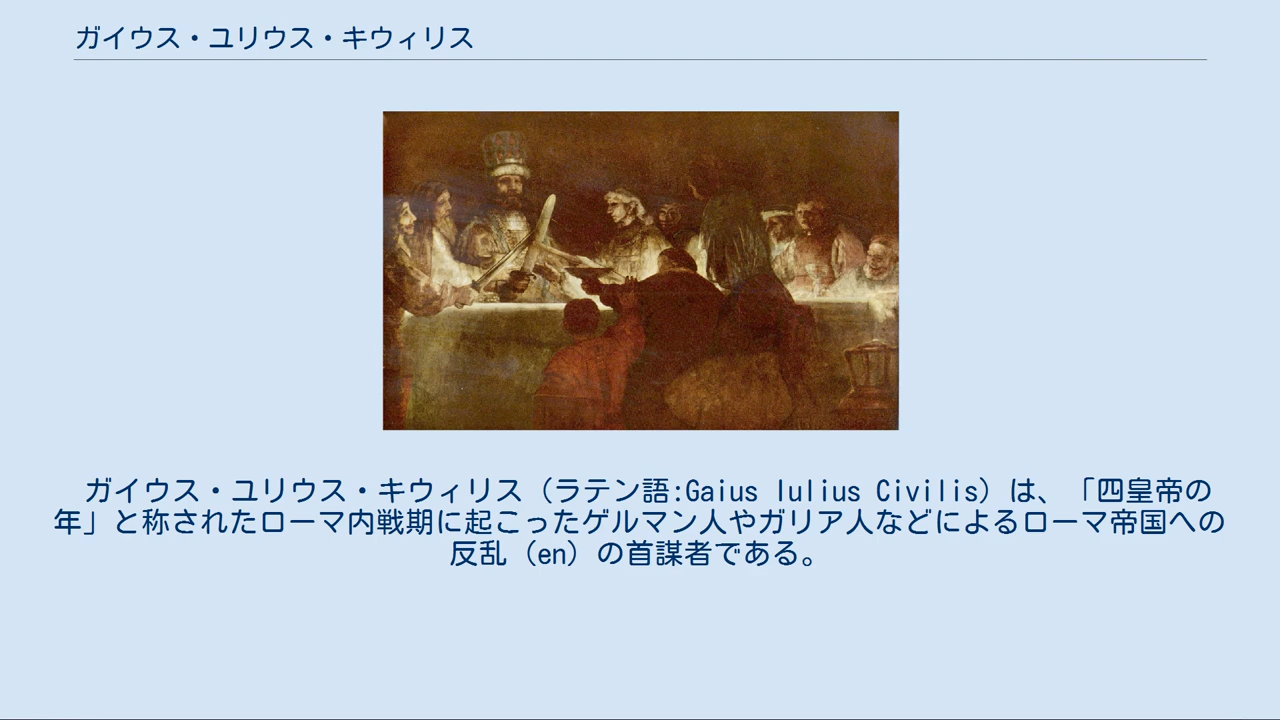 ガイウス・ユリウス・キウィリス
ガイウス・ユリウス・キウィリス（ラテン語:Gaius Iulius Civilis）は、「四皇帝の
年」と称されたローマ内戦期に起こったゲルマン人やガリア人などによるローマ帝国への
反乱（en）の首謀者である。